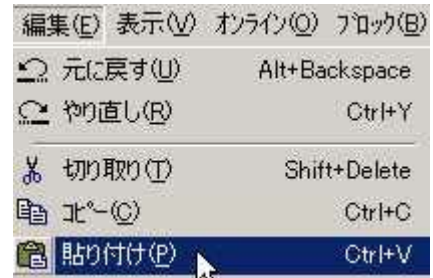 編集(E) 表示(V) オンライン(O) ブロック(B)
元に戻す(U) Alt+Backspace
やり直し(R) Ctrl+Y
切り取り(T) Shift+Delete
コピー(C) Ctrl+C
貼り付け(P) Ctrl+V